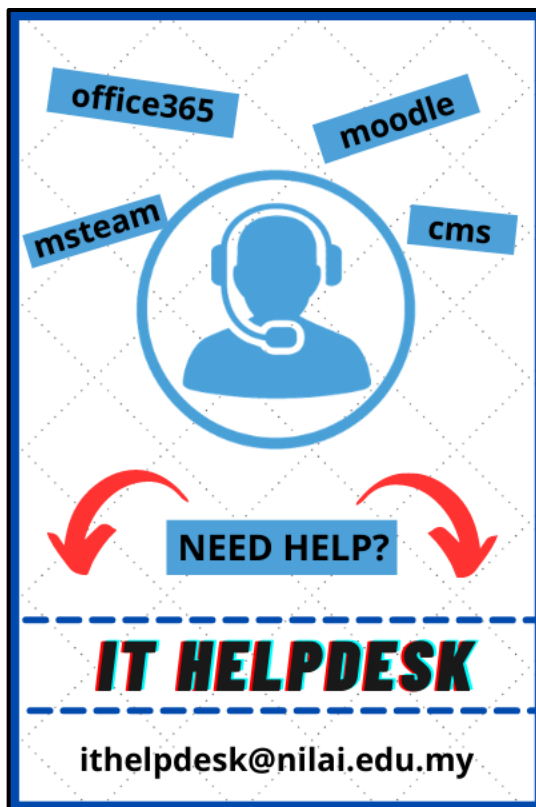 office365
moodle
msteam
cms
NEED HELP?
IT HELPDESK
ithelpdesk@nilai.edu.my